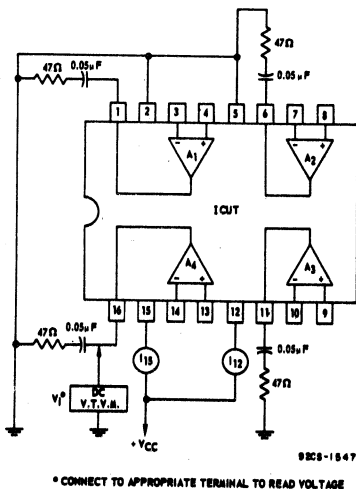 47Ω
0.05μF
47Ω
0.05μF
1 2 3 4 5 6 7 8
- +
A1
- +
A2
ICUT
A4
- +
A3
- +
16 15 14 13 12 11 10 9
47Ω
0.05μF
I15
I12
0.05μF
47Ω
VI*
DC
V.T.V.M.
+VCC
92CS-1547
* CONNECT TO APPROPRIATE TERMINAL TO READ VOLTAGE